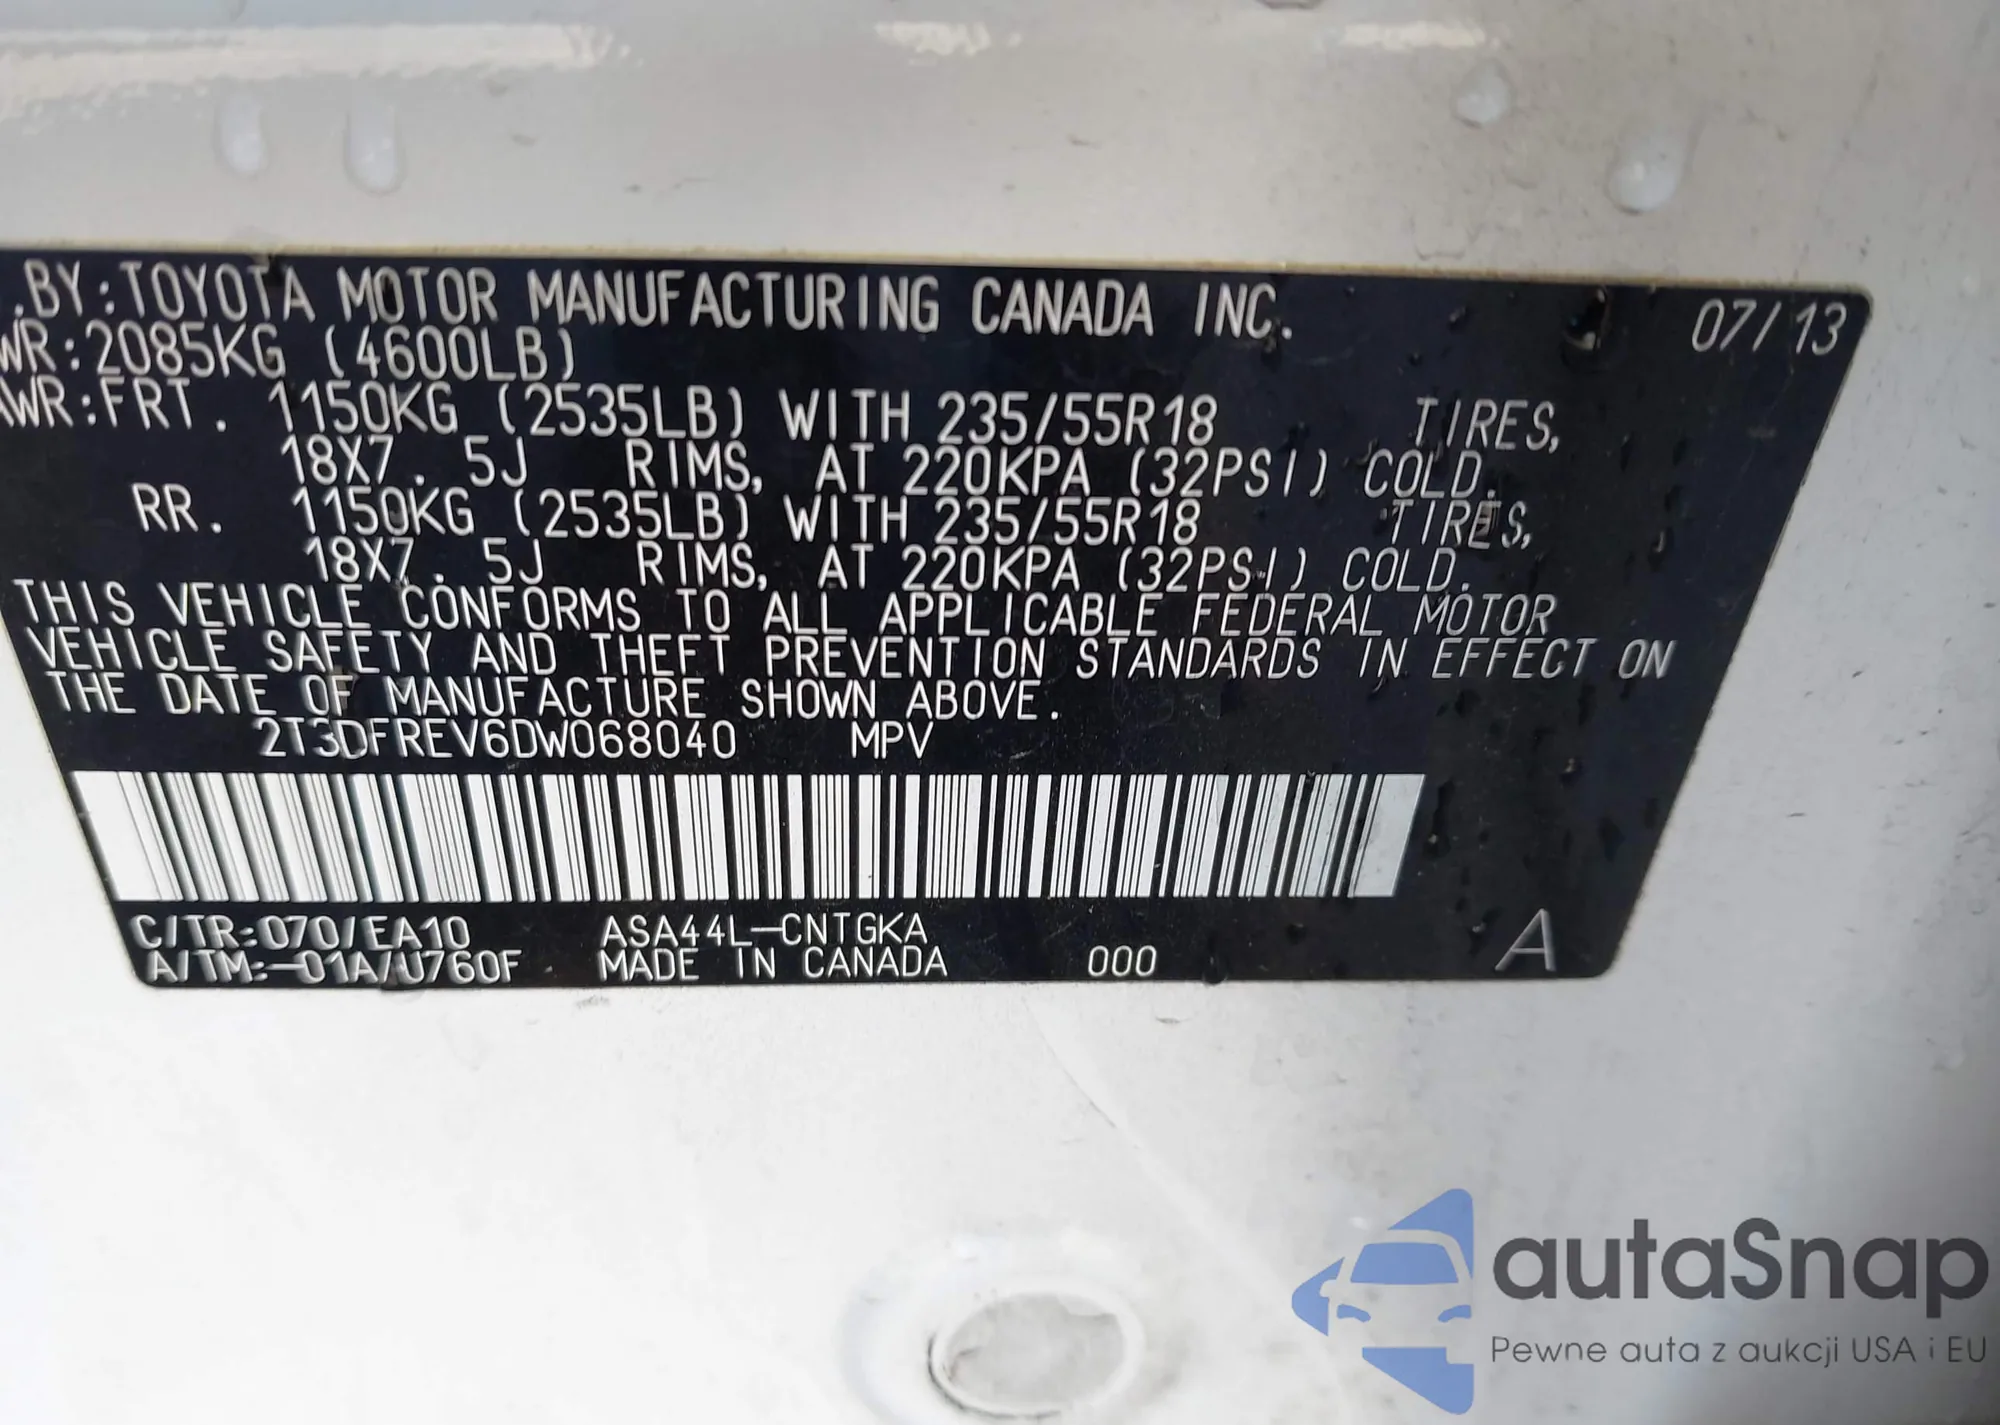 .BY:TOYOTA MOTOR MANUFACTURING CANADA INC. 07/13
WR:2085KG (4600LB)
AWR:FRT. 1150KG (2535LB) WITH 235/55R18 TIRES,
18X7.5J RIMS, AT 220KPA (32PSI) COLD.
RR. 1150KG (2535LB) WITH 235/55R18 TIRES,
18X7.5J RIMS, AT 220KPA (32PSI) COLD.
THIS VEHICLE CONFORMS TO ALL APPLICABLE FEDERAL MOTOR
VEHICLE SAFETY AND THEFT PREVENTION STANDARDS IN EFFECT ON
THE DATE OF MANUFACTURE SHOWN ABOVE.
2T3DFREV6DW068040 MPV
C/TR:070/EA10 ASA44L-CNTGKA
A/TM:-01A/U760F MADE IN CANADA 000 A
autaSnap
Pewne auta z aukcji USA i EU